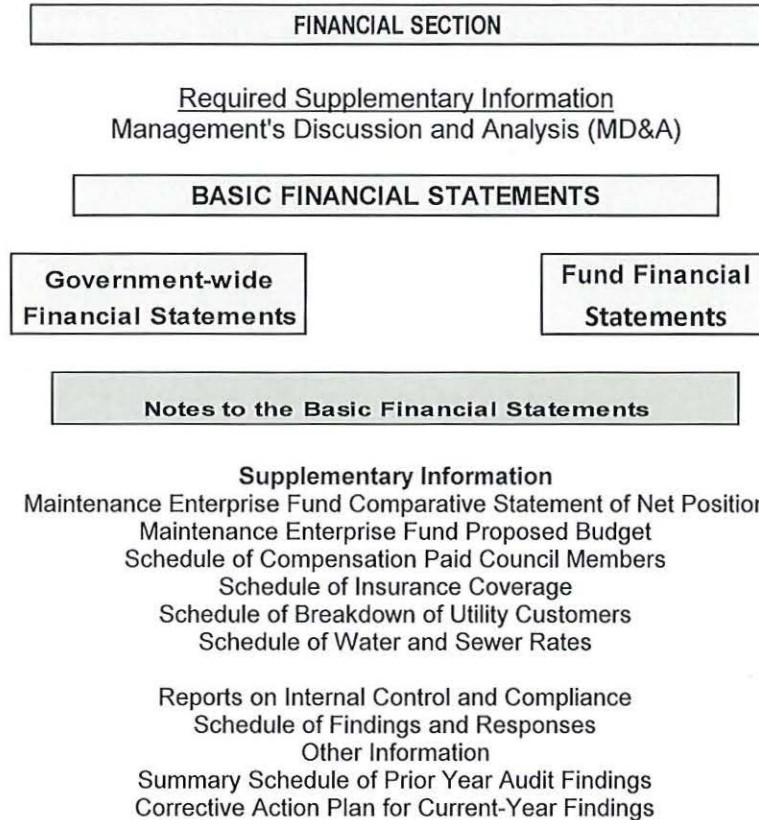 FINANCIAL SECTION
Required Supplementary Information
Management's Discussion and Analysis (MD&A)
BASIC FINANCIAL STATEMENTS
Government-wide
Financial Statements
Fund Financial
Statements
Notes to the Basic Financial Statements
Supplementary Information
Maintenance Enterprise Fund Comparative Statement of Net Position
Maintenance Enterprise Fund Proposed Budget
Schedule of Compensation Paid Council Members
Schedule of Insurance Coverage
Schedule of Breakdown of Utility Customers
Schedule of Water and Sewer Rates
Reports on Internal Control and Compliance
Schedule of Findings and Responses
Other Information
Summary Schedule of Prior Year Audit Findings
Corrective Action Plan for Current-Year Findings